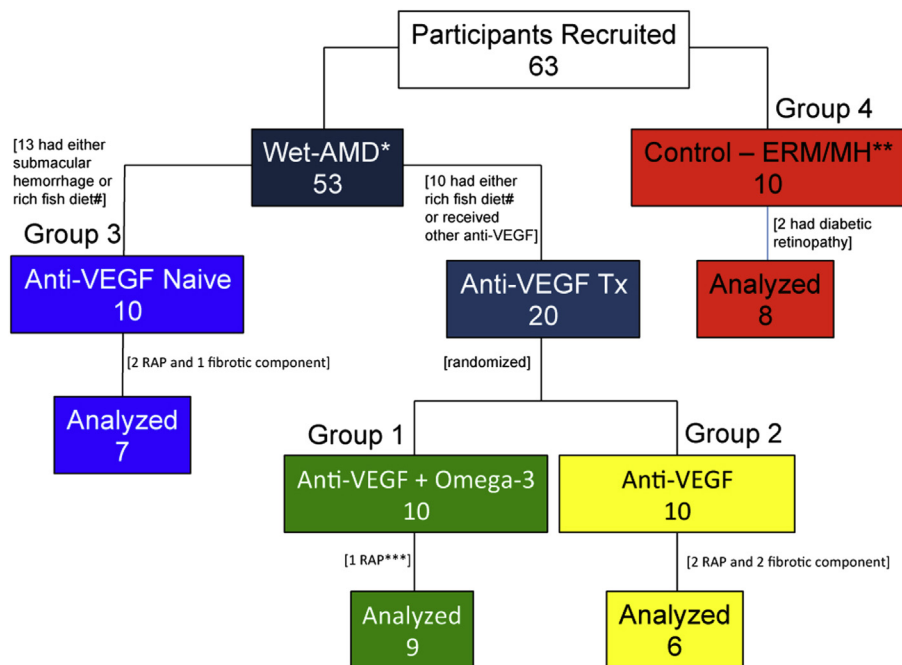 Participants Recruited
63
Group 4
[13 had either
submacular
hemorrhage or
rich fish diet#]
Wet-AMD*
53
[10 had either
rich fish diet#
or received
other anti-VEGF]
Control – ERM/MH**
10
[2 had diabetic
retinopathy]
Group 3
Anti-VEGF Naive
10
Anti-VEGF Tx
20
Analyzed
8
[2 RAP and 1 fibrotic component]
[randomized]
Analyzed
7
Group 1
Group 2
Anti-VEGF + Omega-3
10
Anti-VEGF
10
[1 RAP***]
[2 RAP and 2 fibrotic component]
Analyzed
9
Analyzed
6